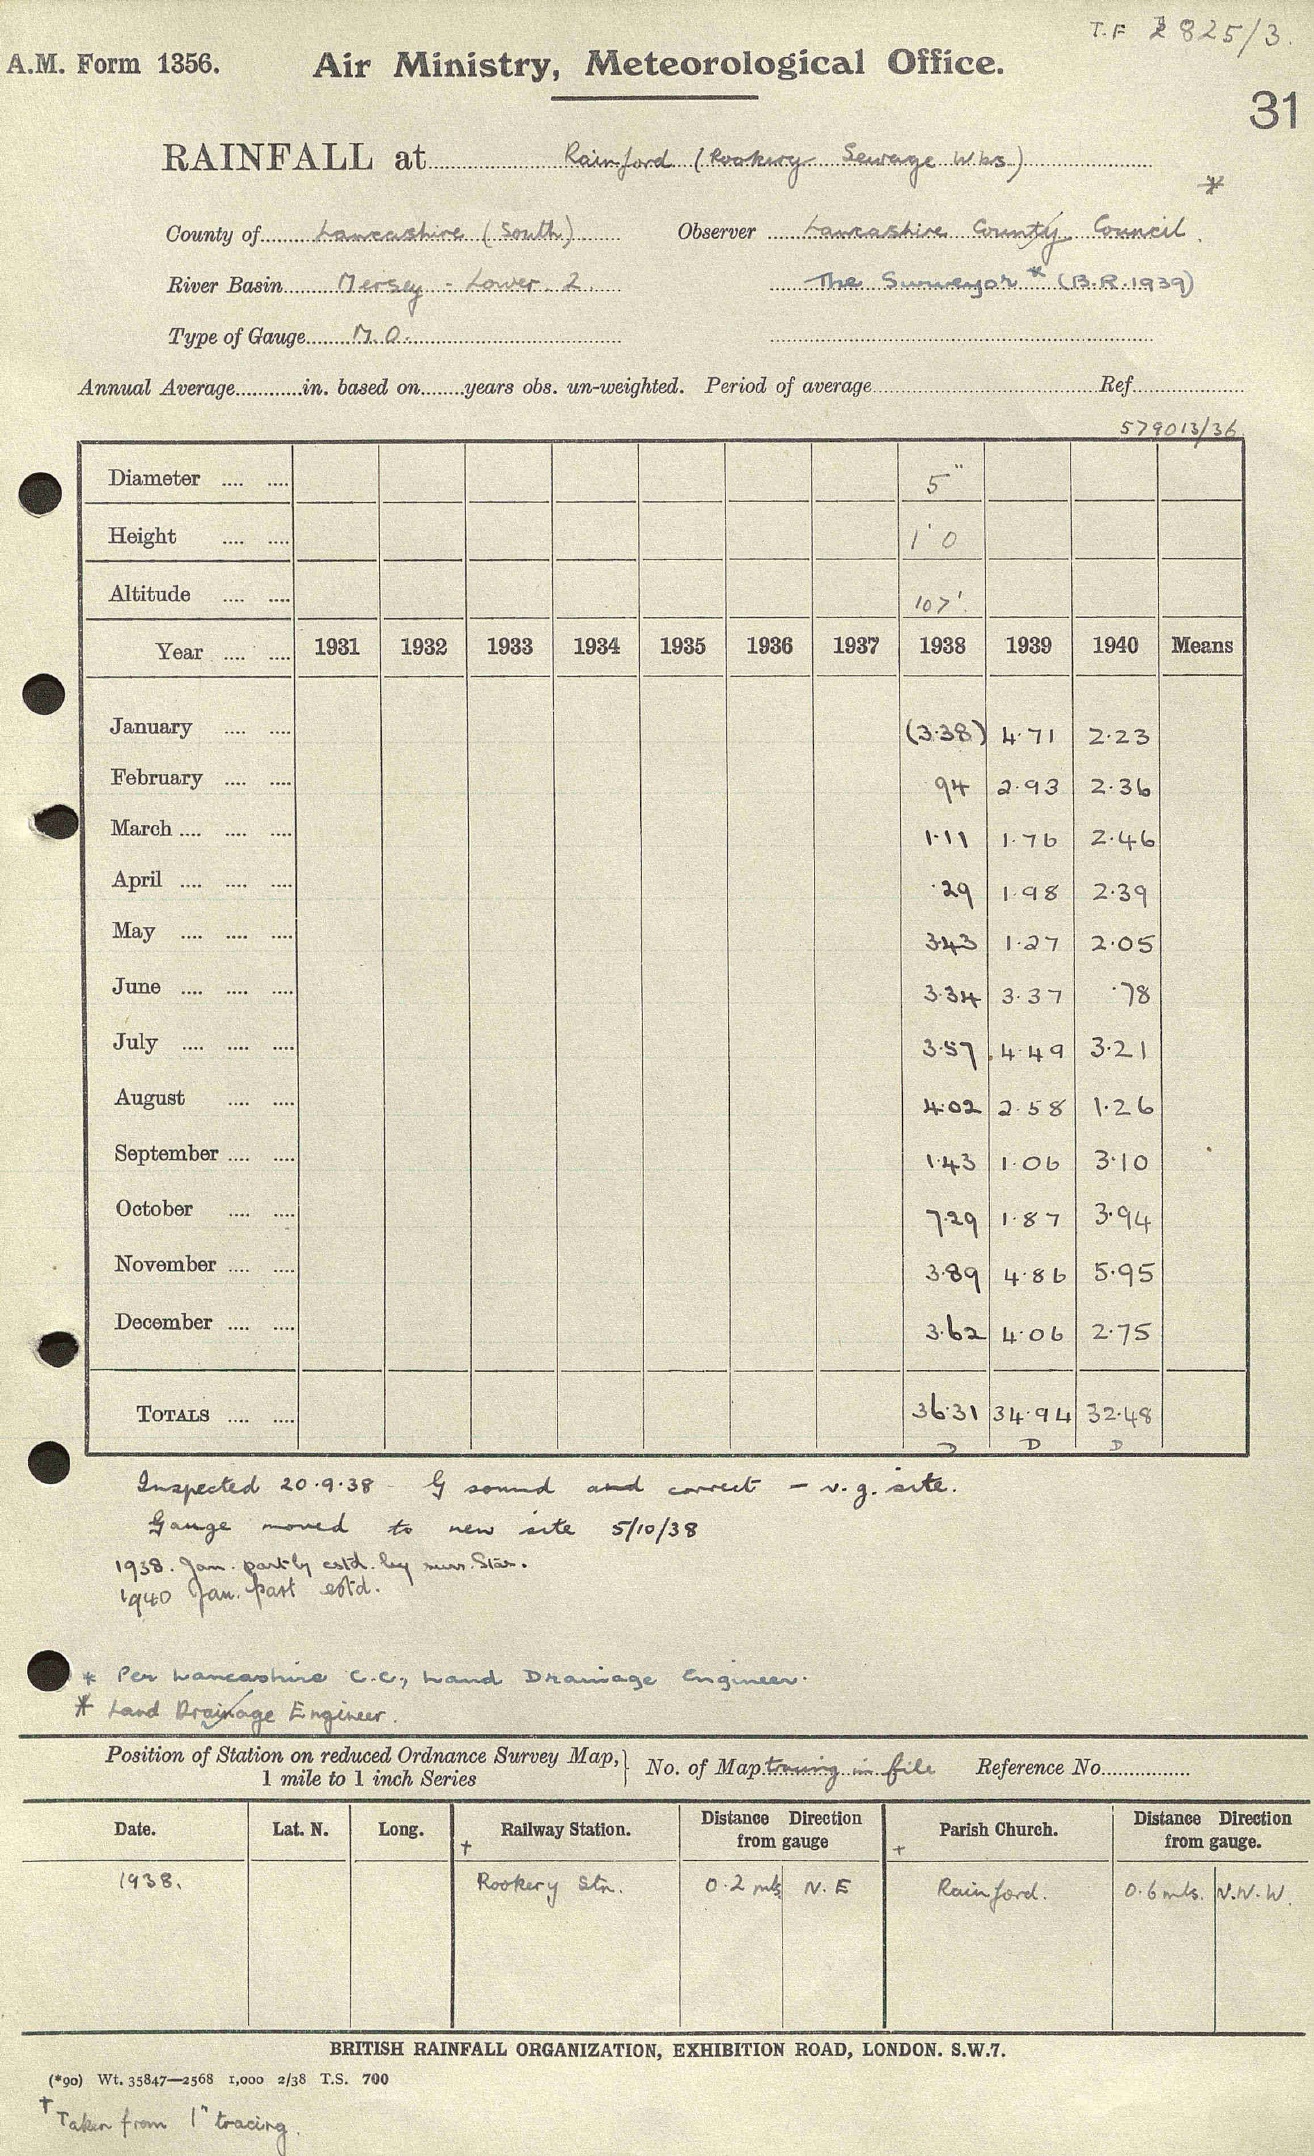 T.F 2825/3.
A.M. Form 1356. Air Ministry, Meteorological Office.
31
RAINFALL at Rainford (Rookery Sewage Wks)
*
County of Lancashire (South) Observer Lancashire County Council.
River Basin Mersey - Lower. 2. The Surveyor * (B.R. 1939)
Type of Gauge M.O.
Annual Average in. based on years obs. un-weighted. Period of average Ref.
579013/36
Diameter .... .... 5"
Height .... .... 1' 0
Altitude .... .... 107'.
Year .... .... 1931 1932 1933 1934 1935 1936 1937 1938 1939 1940 Means
January .... .... (3.38) 4.71 2.23
February .... .... 94 2.93 2.36
March .... .... .... 1.11 1.76 2.46
April .... .... .... .29 1.98 2.39
May .... .... .... 3.43 1.27 2.05
June .... .... .... 3.34 3.37 .78
July .... .... .... 3.57 4.49 3.21
August .... .... 4.02 2.58 1.26
September .... .... 1.43 1.06 3.10
October .... .... 7.29 1.87 3.94
November .... .... 3.89 4.86 5.95
December .... .... 3.62 4.06 2.75
TOTALS .... .... 36.31 34.94 32.48
D D D
Inspected 20.9.38 G sound and correct - v.g. site.
Gauge moved to new site 5/10/38
1938. Jan. partly estd. by surr. Stns.
1940 Jan. part estd.
* Per Lancashire C.C., Land Drainage Engineer.
* Land Drainage Engineer.
Position of Station on reduced Ordnance Survey Map, 1 mile to 1 inch Series } No. of Map tracing in file Reference No.
Date. Lat. N. Long. † Railway Station. Distance Direction from gauge † Parish Church. Distance Direction from gauge.
1938. Rookery Stn. 0.2 mls N.E Rainford. 0.6 mls. N.N.W.
BRITISH RAINFALL ORGANIZATION, EXHIBITION ROAD, LONDON. S.W.7.
(*90) Wt. 35847—2568 1,000 2/38 T.S. 700
† Taken from 1" tracing.